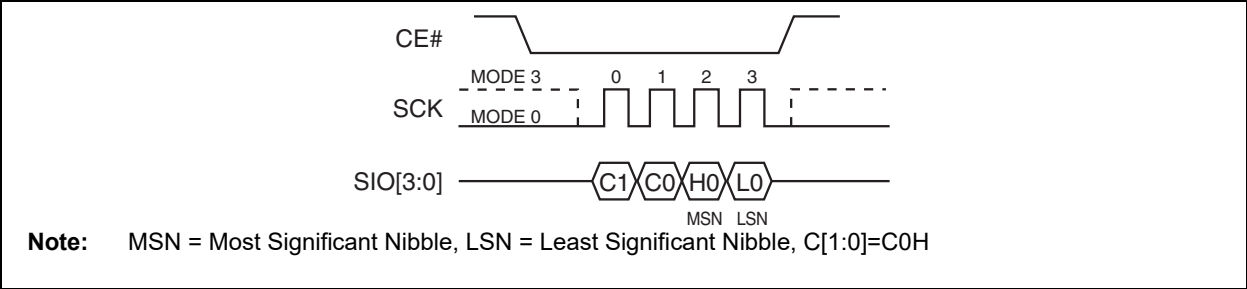 CE#
MODE 3 0 1 2 3
SCK
MODE 0
SIO[3:0] C1 C0 H0 L0
MSN LSN
Note: MSN = Most Significant Nibble, LSN = Least Significant Nibble, C[1:0]=C0H